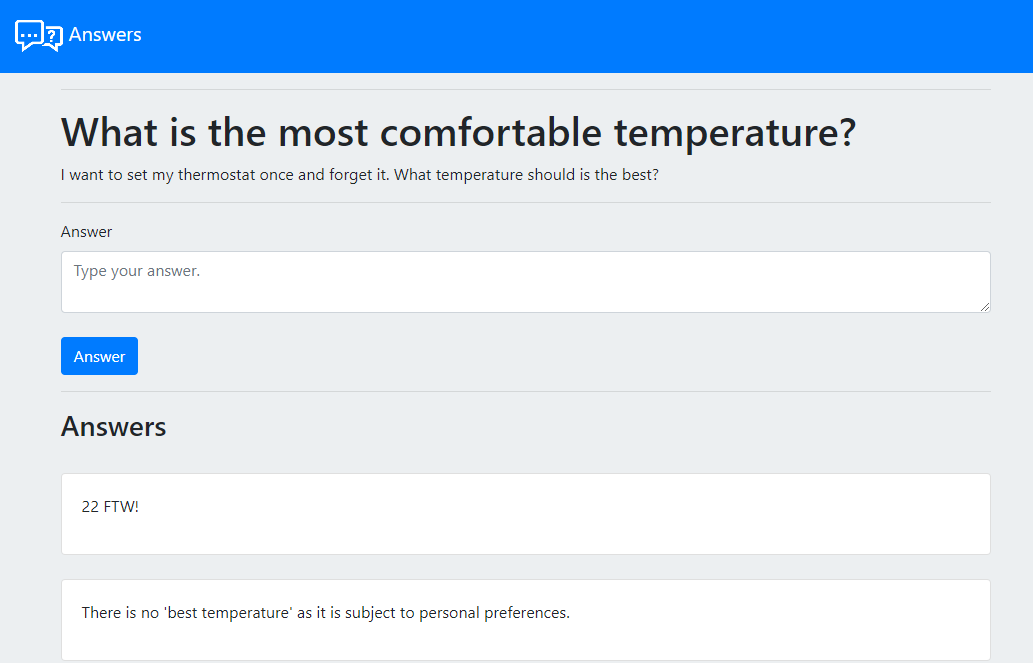 Answers
What is the most comfortable temperature?
I want to set my thermostat once and forget it. What temperature should is the best?
Answer
Type your answer.
Answer
Answers
22 FTW!
There is no 'best temperature' as it is subject to personal preferences.